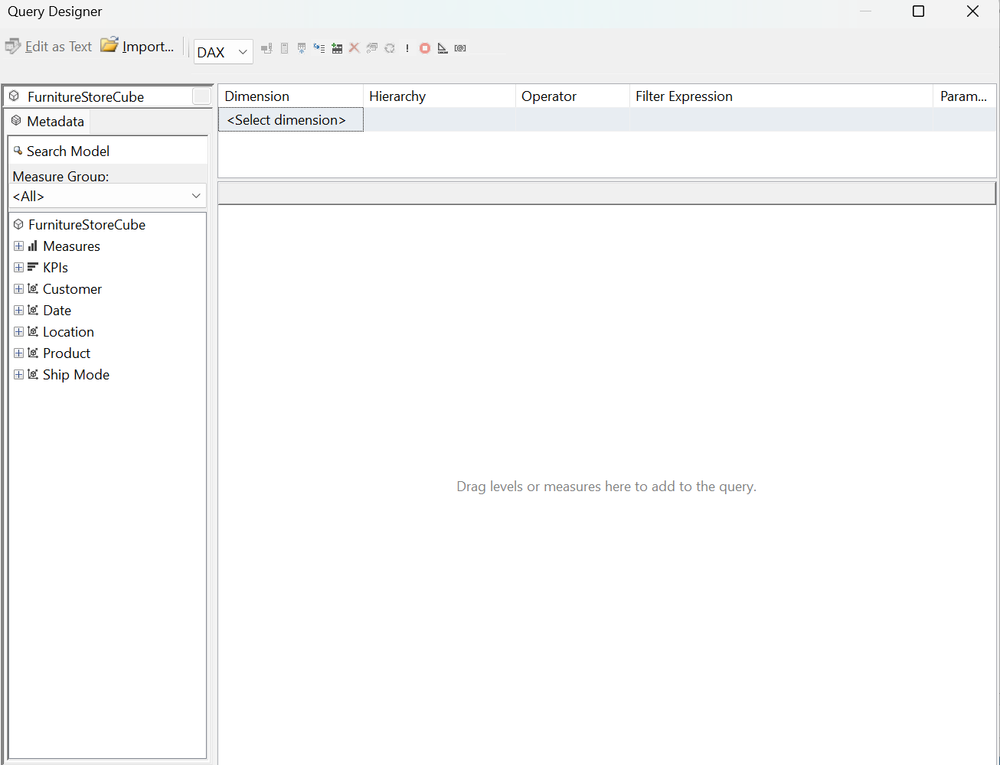 Query Designer
Edit as Text Import... DAX
FurnitureStoreCube
Metadata
Search Model
Measure Group:
<All>
FurnitureStoreCube
Measures
KPIs
Customer
Date
Location
Product
Ship Mode
Dimension Hierarchy Operator Filter Expression Param...
<Select dimension>
Drag levels or measures here to add to the query.